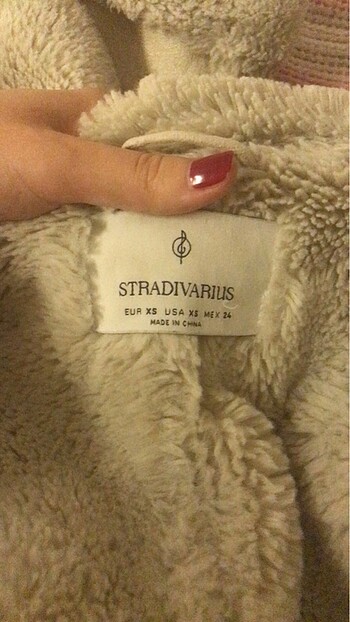 STRADIVARIUS
EUR XS USA XS MEX 24
MADE IN CHINA